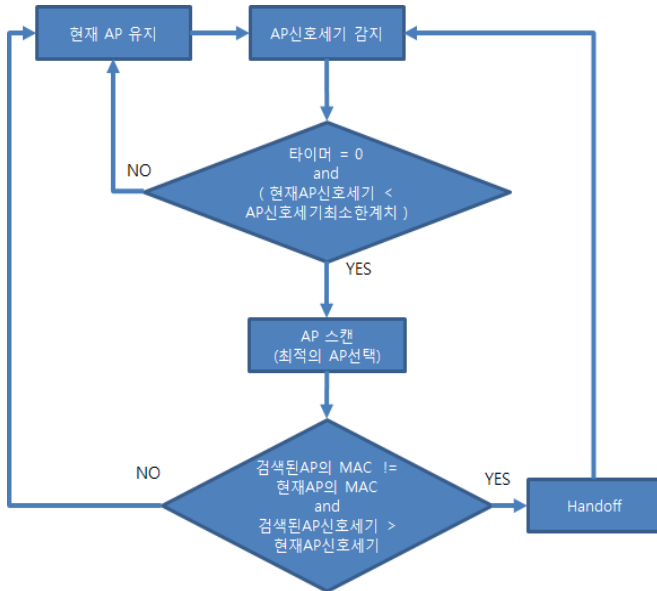 현재 AP 유지
AP신호세기 감지
타이머 = 0
and
( 현재AP신호세기 <
AP신호세기최소한계치 )
NO
YES
AP 스캔
(최적의 AP선택)
검색된AP의 MAC !=
현재AP의 MAC
and
검색된AP신호세기 >
현재AP신호세기
NO
YES
Handoff